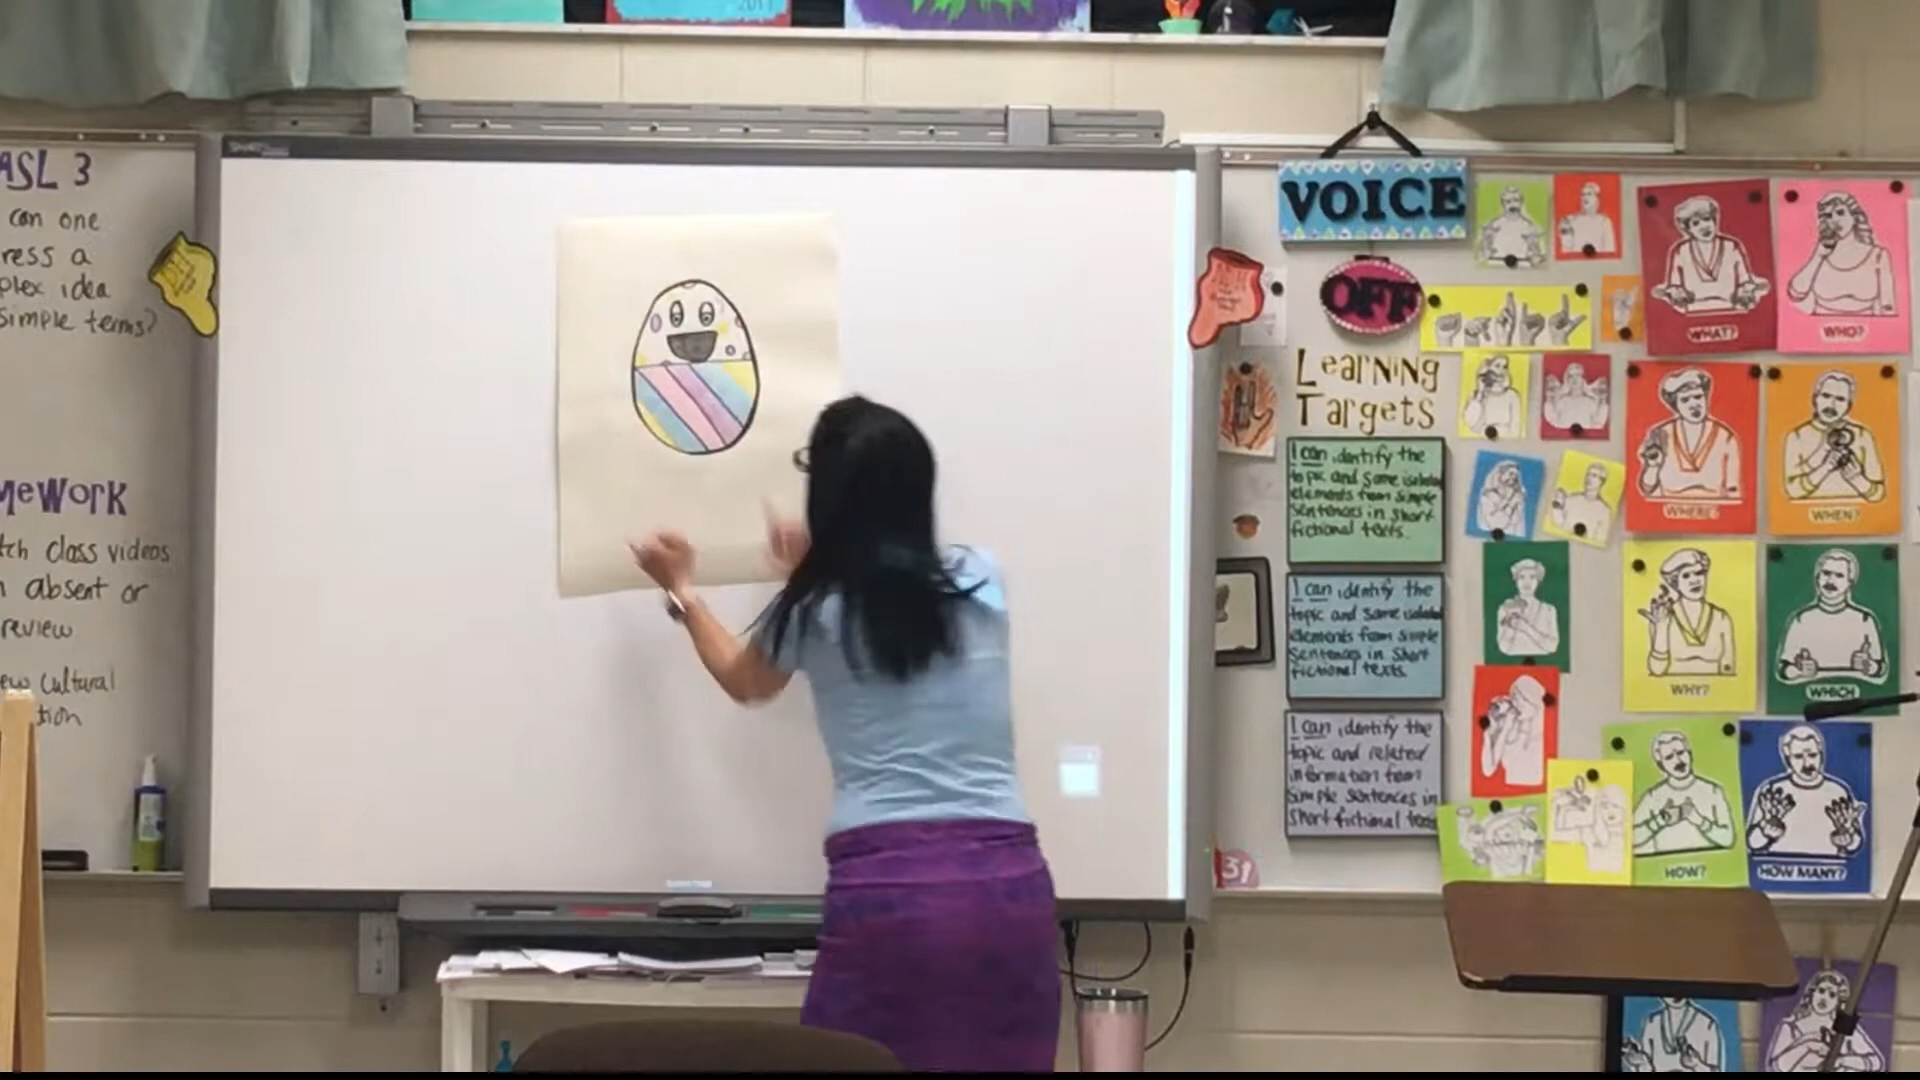 2017
SMART
ASL 3
can one
ress a
plex idea
simple terms?
meWork
tch class videos
absent or
review
ew cultural
tion
VOICE
OFF
Learning
Targets
I can identify the
topic and some isolated
elements from simple
sentences in short
fictional texts.
I can identify the
topic and some isolated
elements from simple
sentences in short
fictional texts.
I can identify the
topic and related
information from
simple sentences in
short fictional texts
WHAT?
WHO?
WHERE?
WHEN?
WHY?
WHICH
HOW?
HOW MANY?
31